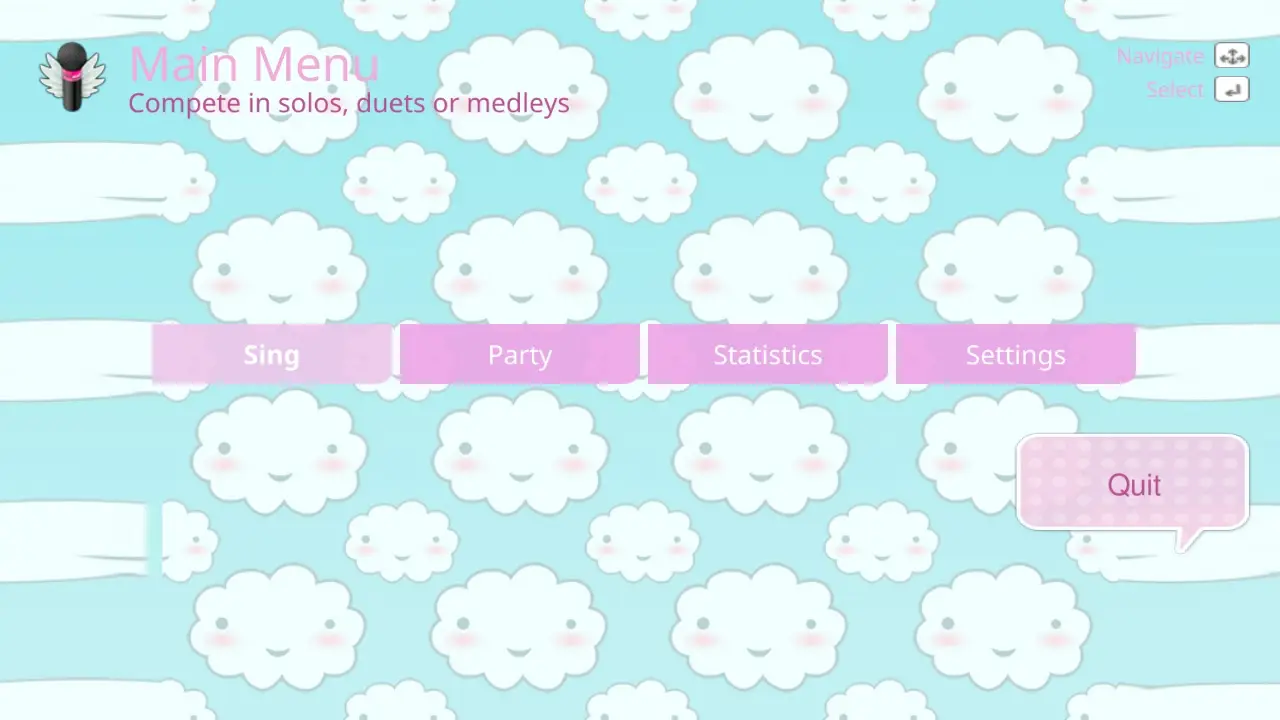 Main Menu
Compete in solos, duets or medleys
Navigate
Select
Sing
Party
Statistics
Settings
Quit